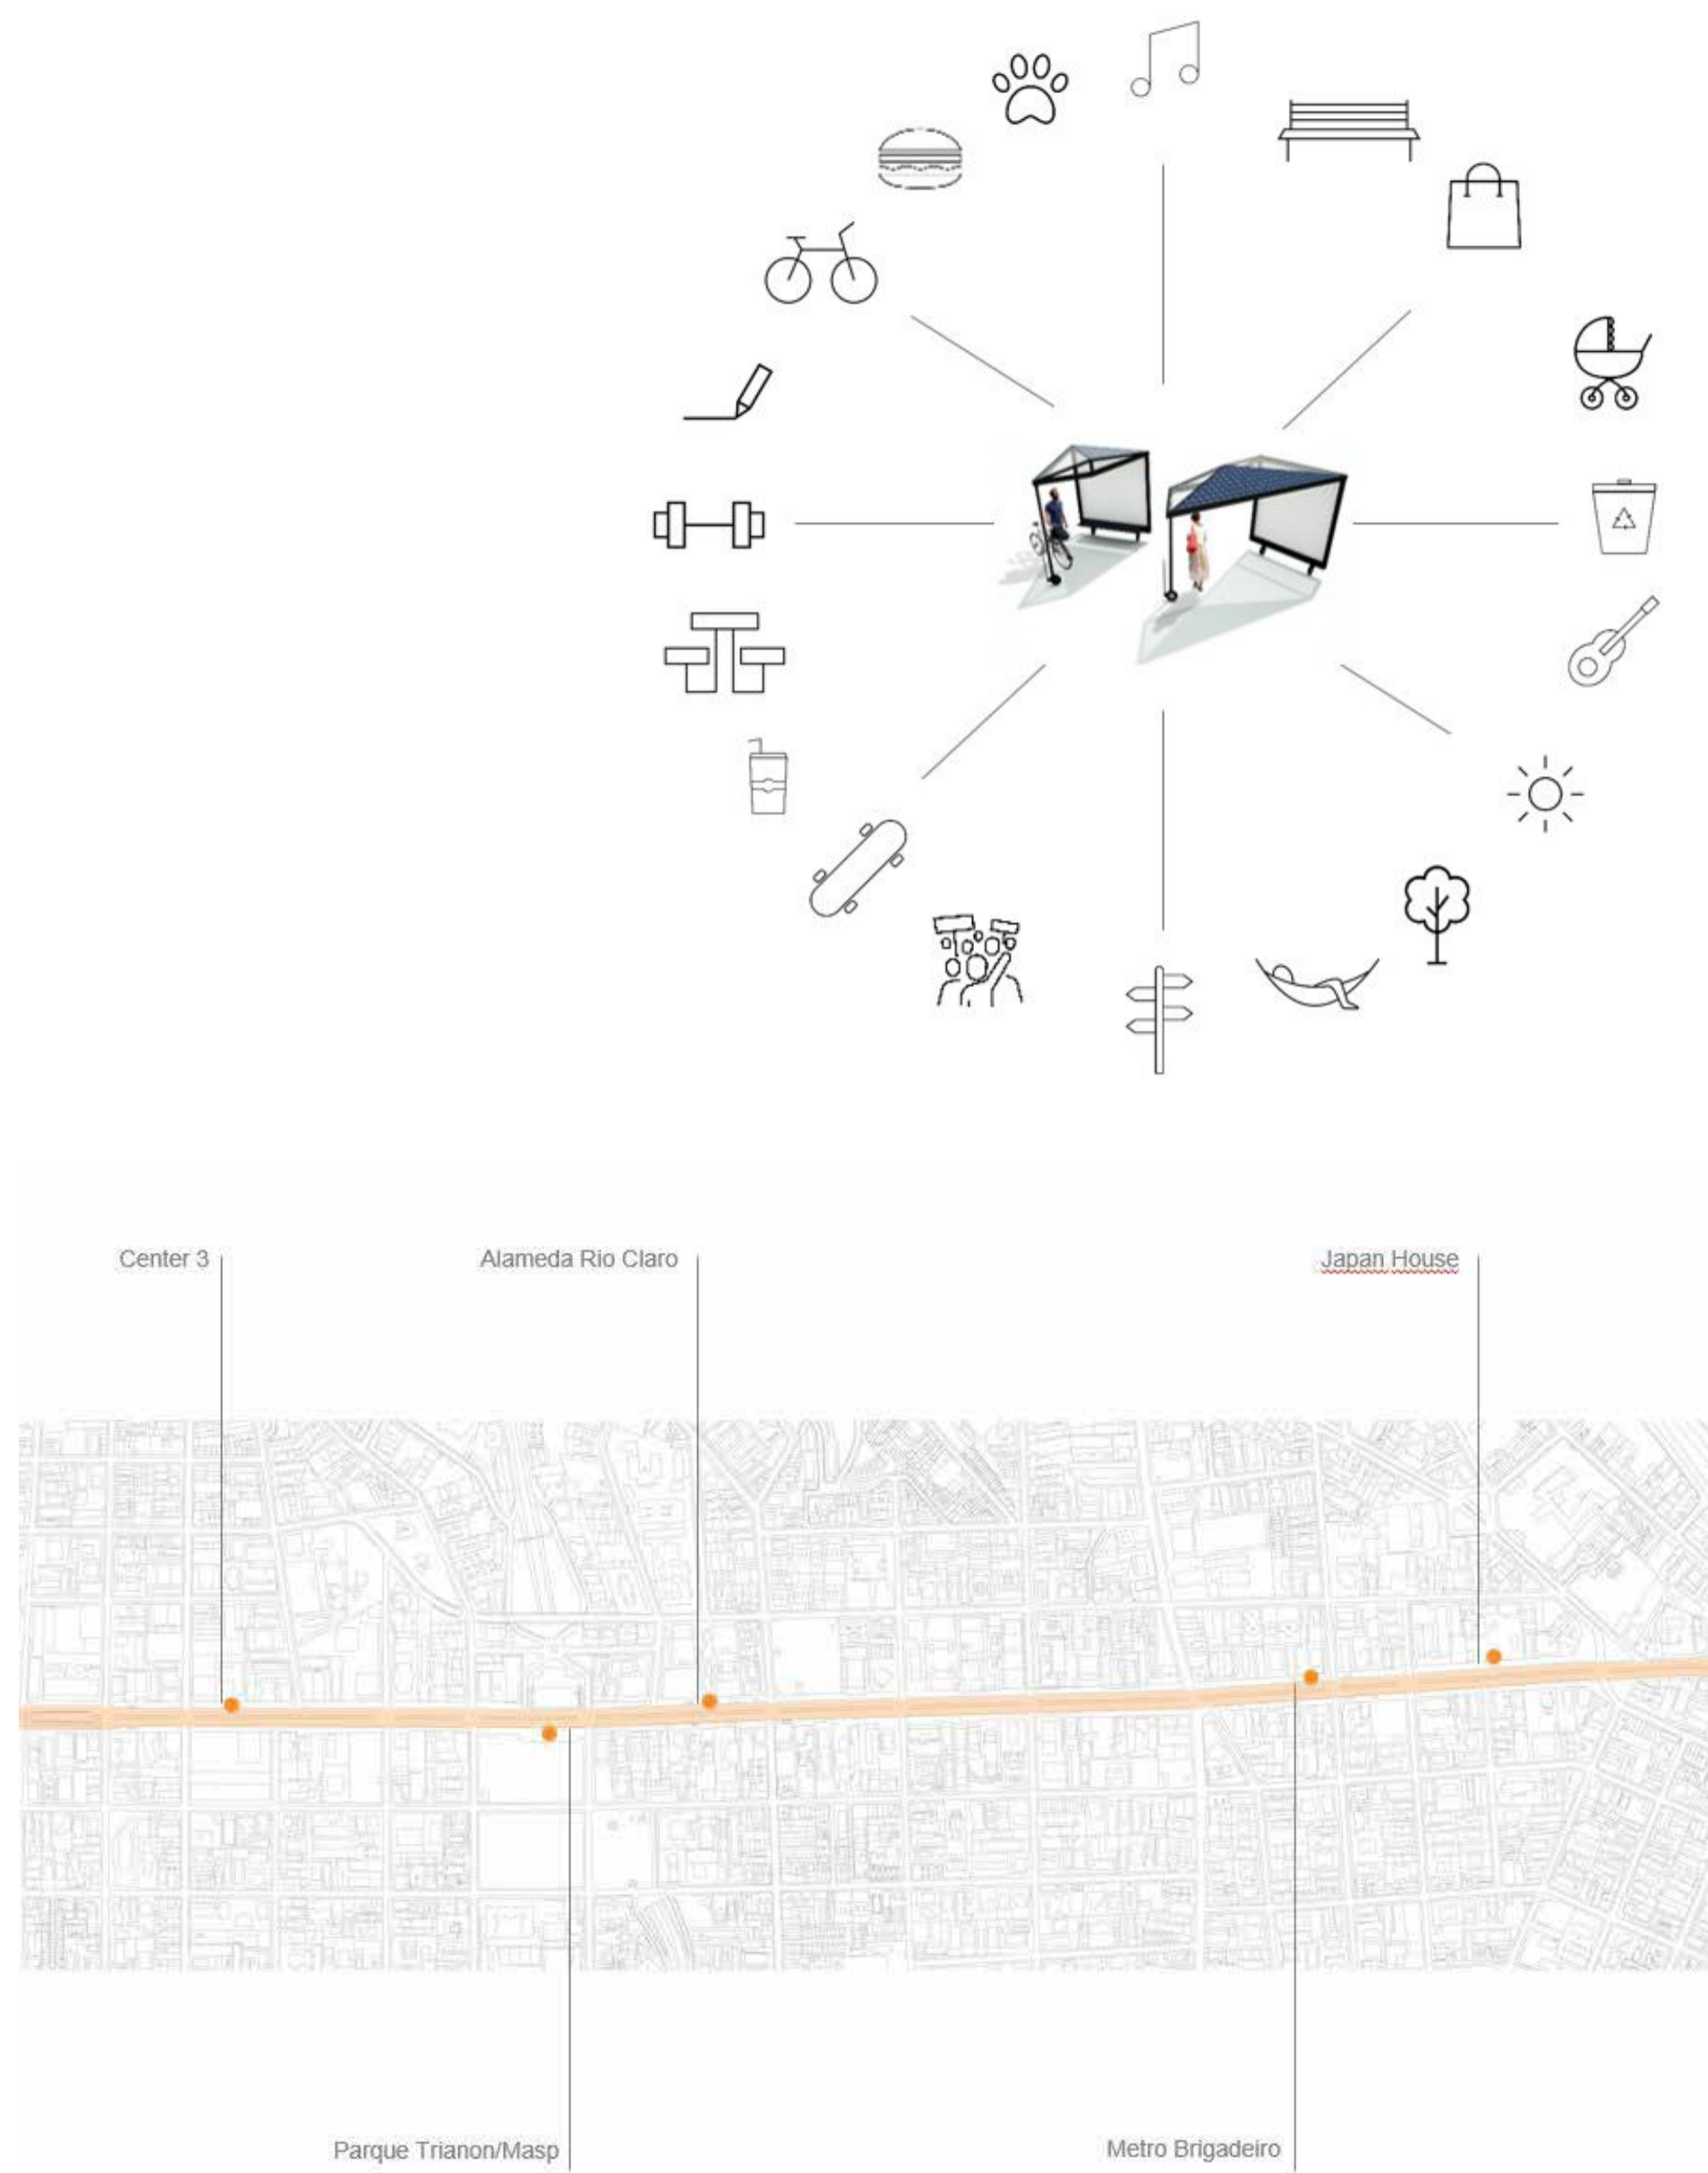 Center 3
Alameda Rio Claro
Japan House
Parque Trianon/Masp
Metro Brigadeiro